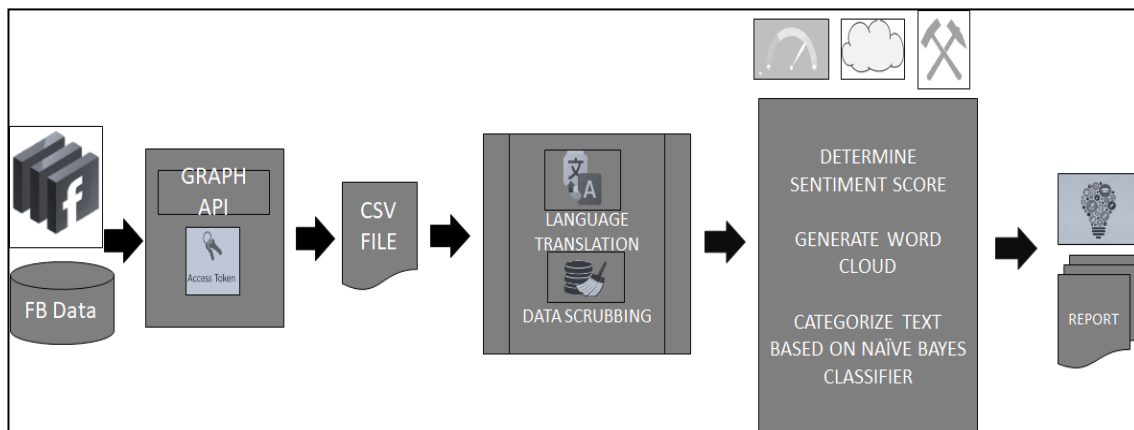 f
FB Data
GRAPH
API
Access Token
CSV
FILE
文
A
LANGUAGE
TRANSLATION
DATA SCRUBBING
DETERMINE
SENTIMENT SCORE
GENERATE WORD
CLOUD
CATEGORIZE TEXT
BASED ON NAÏVE BAYES
CLASSIFIER
REPORT